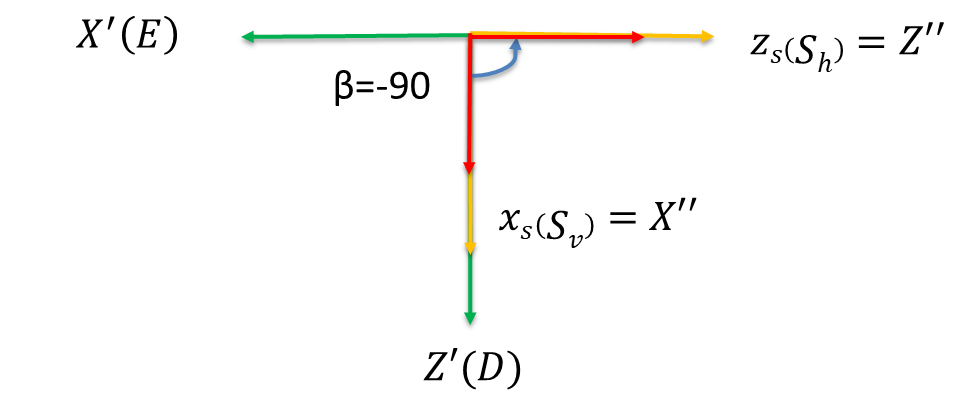 X′(E)
z_s(S_h) = Z′′
β=-90
x_s(S_v) = X′′
Z′(D)